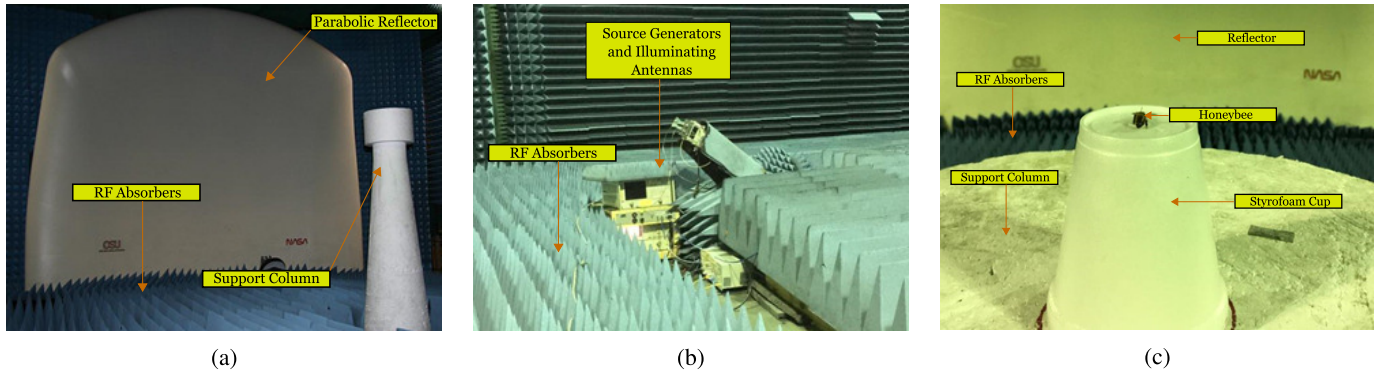 Parabolic Reflector
RF Absorbers
OSU
NASA
Support Column
(a)
Source Generators
and Illuminating
Antennas
RF Absorbers
(b)
Reflector
OSU
NASA
RF Absorbers
Honeybee
Support Column
Styrofoam Cup
(c)